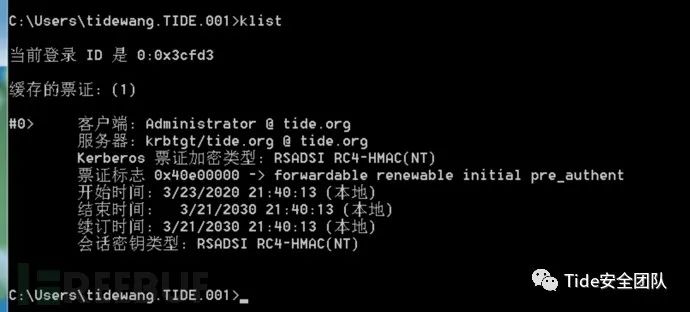 C:\Users\tidewang.TIDE.001>klist
当前登录 ID 是 0:0x3cfd3
缓存的票证: (1)
#0>     客户端: Administrator @ tide.org
        服务器: krbtgt/tide.org @ tide.org
        Kerberos 票证加密类型: RSADSI RC4-HMAC(NT)
        票证标志 0x40e00000 -> forwardable renewable initial pre_authent
        开始时间: 3/23/2020 21:40:13 (本地)
        结束时间:   3/21/2030 21:40:13 (本地)
        续订时间: 3/21/2030 21:40:13 (本地)
        会话密钥类型: RSADSI RC4-HMAC(NT)
REEBUF
C:\Users\tidewang.TIDE.001>_
Tide安全团队